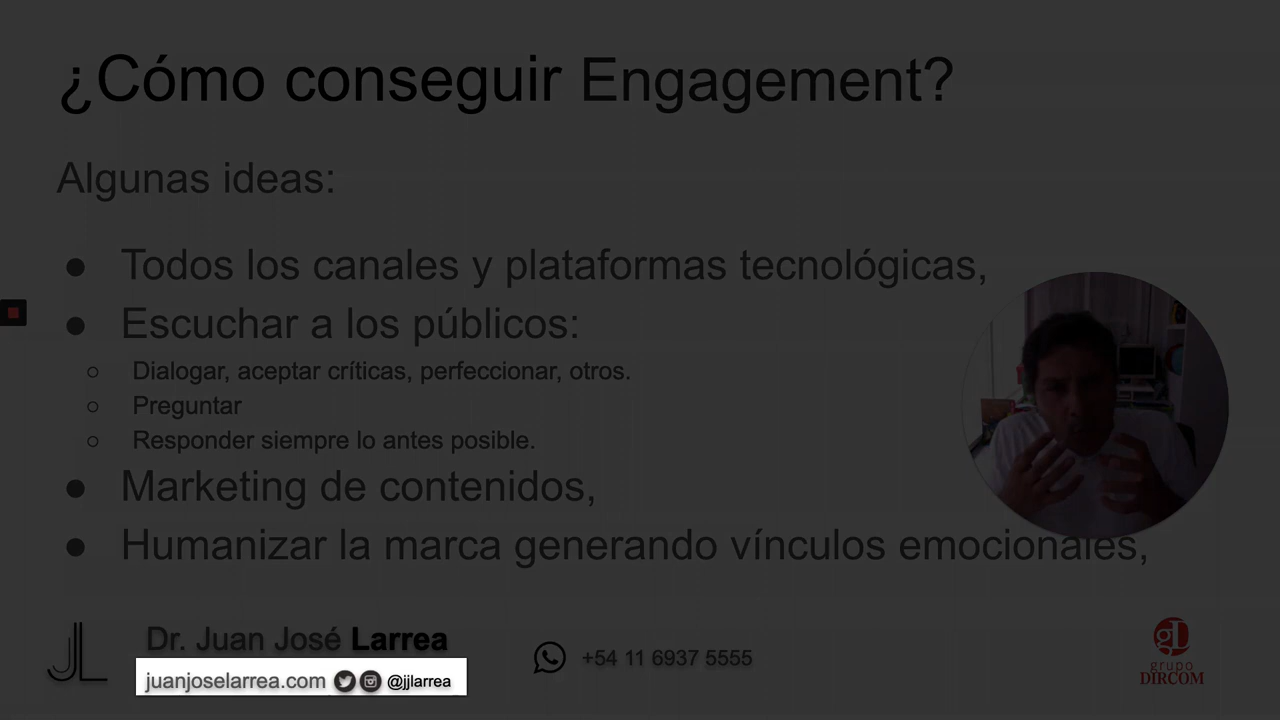 ¿Cómo conseguir Engagement?
Algunas ideas:
● Todos los canales y plataformas tecnológicas,
● Escuchar a los públicos:
○ Dialogar, aceptar críticas, perfeccionar, otros.
○ Preguntar
○ Responder siempre lo antes posible.
● Marketing de contenidos,
● Humanizar la marca generando vínculos emocionales,
JL
Dr. Juan José Larrea
juanjoselarrea.com @jjlarrea
+54 11 6937 5555
gD
grupo
DIRCOM